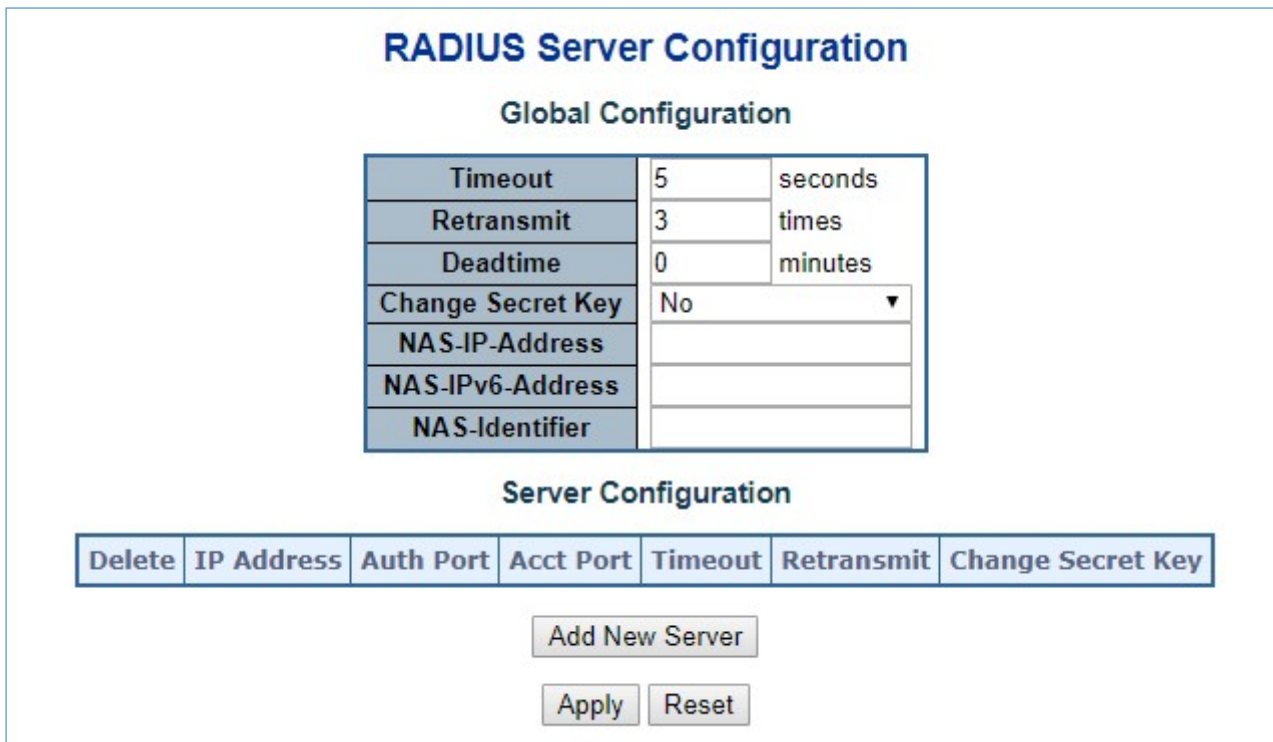 RADIUS Server Configuration
Global Configuration
Timeout 5 seconds
Retransmit 3 times
Deadtime 0 minutes
Change Secret Key No
NAS-IP-Address
NAS-IPv6-Address
NAS-Identifier
Server Configuration
Delete IP Address Auth Port Acct Port Timeout Retransmit Change Secret Key
Add New Server
Apply Reset